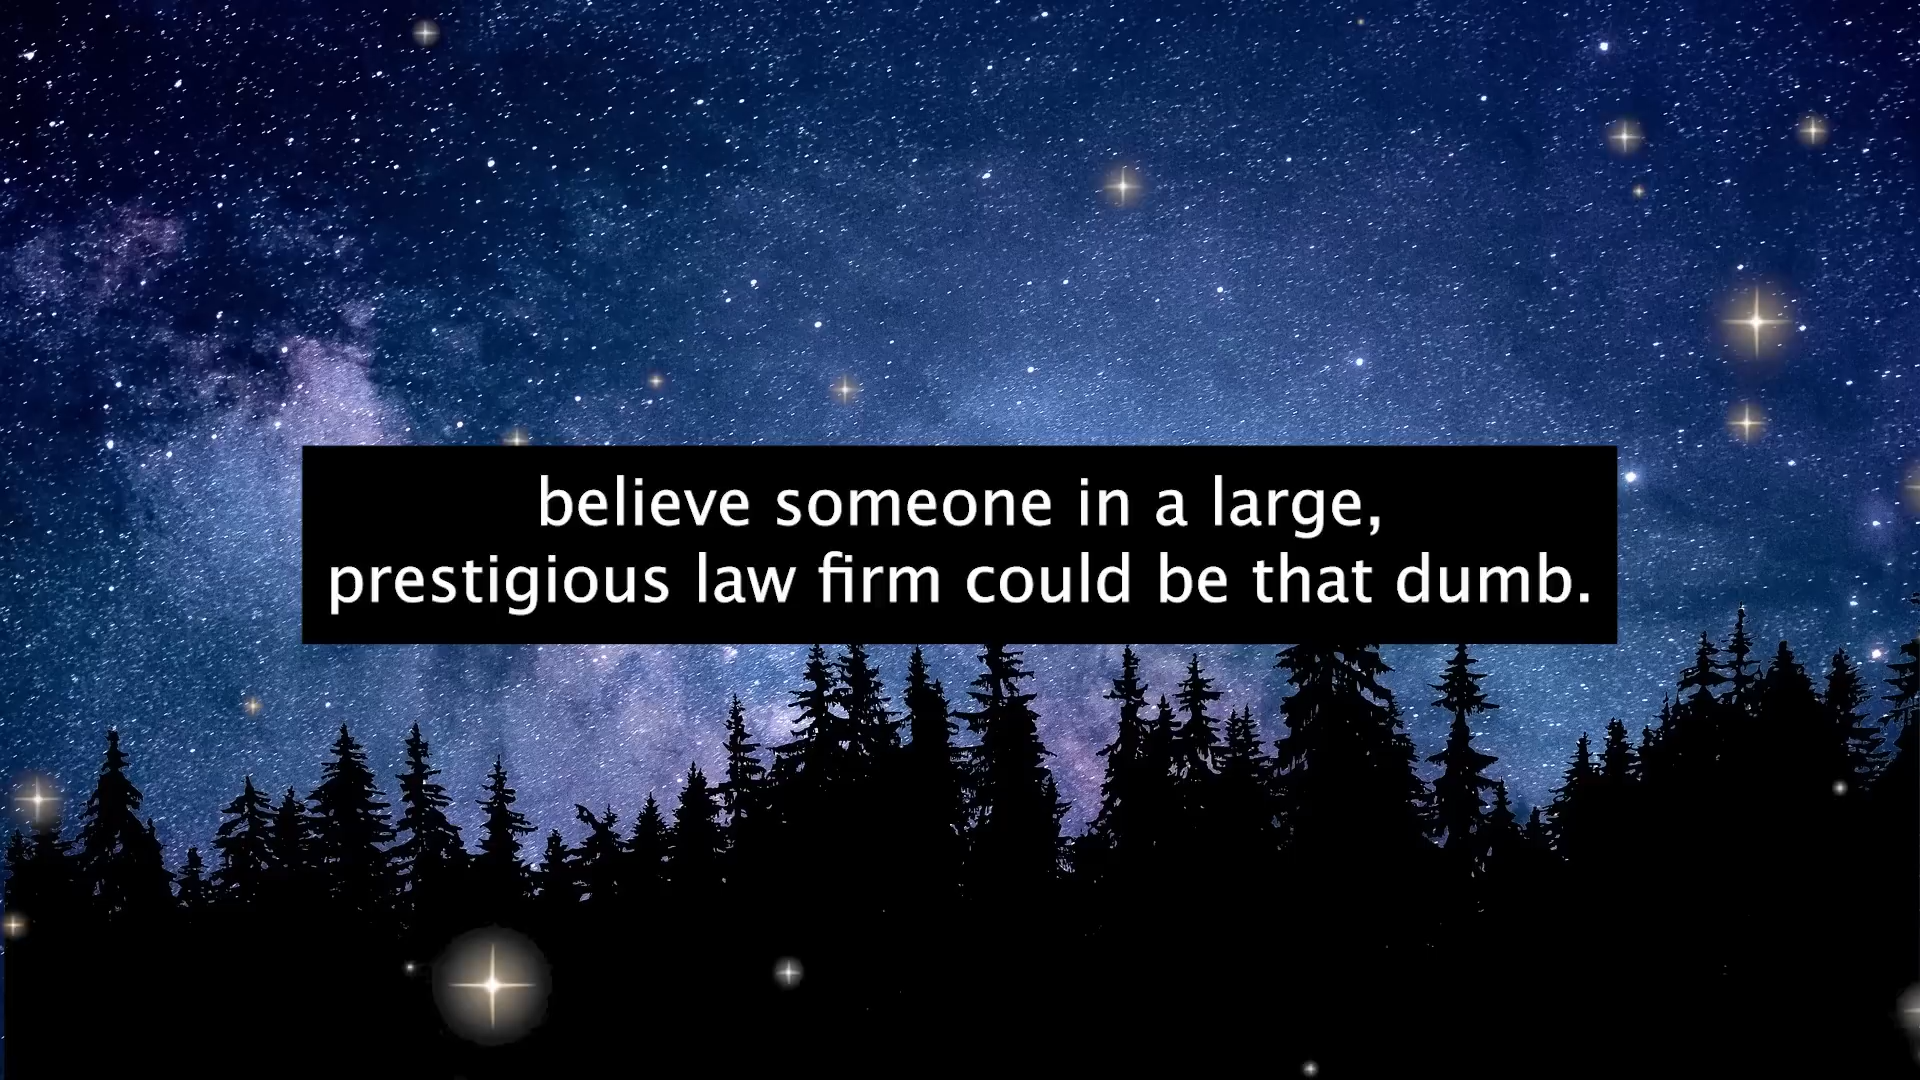 believe someone in a large,
prestigious law firm could be that dumb.